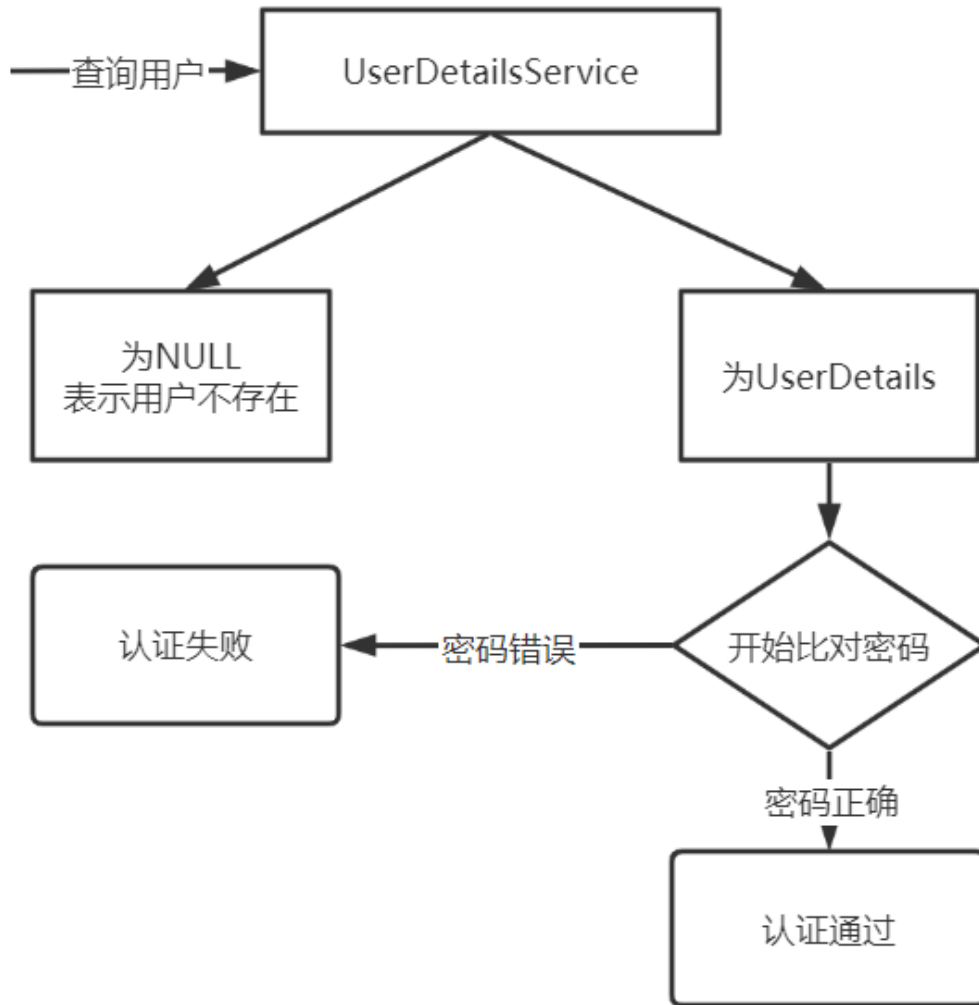 查询用户
UserDetailsService
为NULL
表示用户不存在
为UserDetails
认证失败
密码错误
开始比对密码
密码正确
认证通过